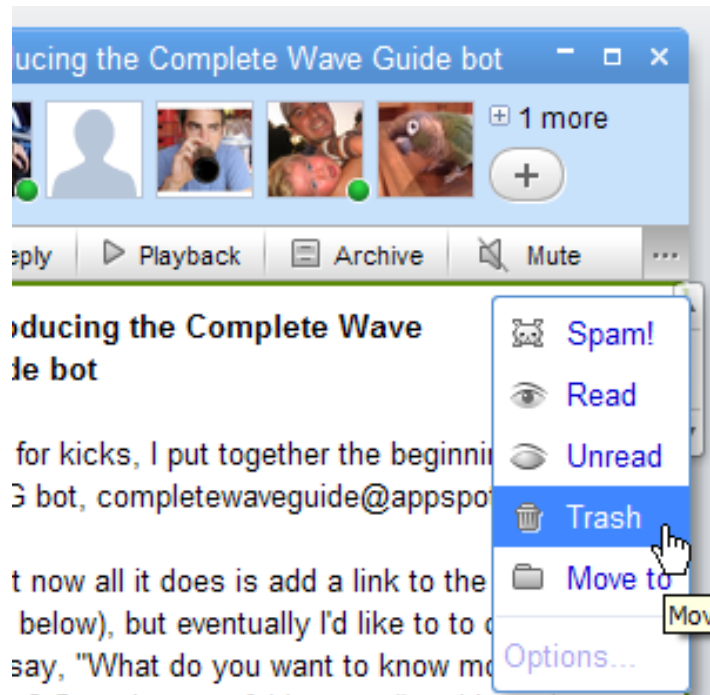 ucing the Complete Wave Guide bot
1 more
eply Playback Archive Mute ...
oducing the Complete Wave
de bot
Spam!
Read
for kicks, I put together the beginni
Unread
G bot, completewaveguide@appspot
Trash
t now all it does is add a link to the
Move to
below), but eventually I'd like to to
Mov
say, "What do you want to know mo
Options...